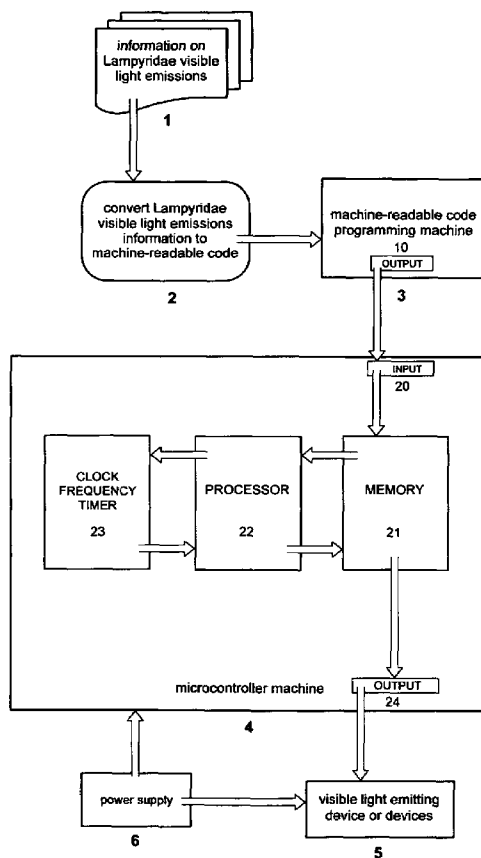 information on
Lampyridae visible
light emissions
1
convert Lampyridae
visible light emissions
information to
machine-readable code
2
machine-readable code
programming machine
10
OUTPUT
3
INPUT
20
CLOCK
FREQUENCY
TIMER
23
PROCESSOR
22
MEMORY
21
microcontroller machine
OUTPUT
24
4
power supply
6
visible light emitting
device or devices
5